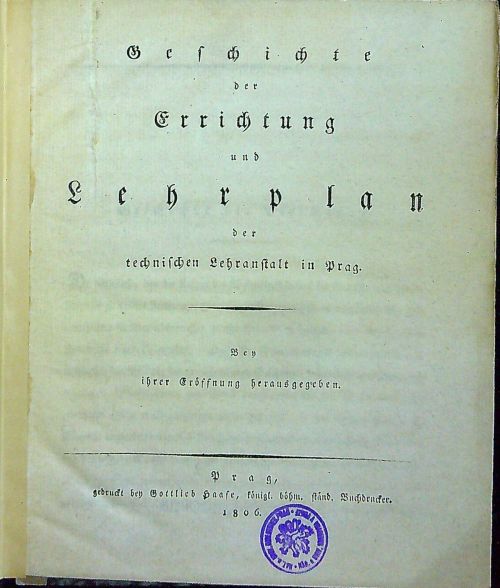 Geschichte
der
Errichtung
und
Lehrplan
der
technischen Lehranstalt in Prag.
Bey
ihrer Eröffnung herausgegeben.
Prag,
gedruckt bey Gottlieb Haase, königl. böhm. ständ. Buchdrucker.
1806.